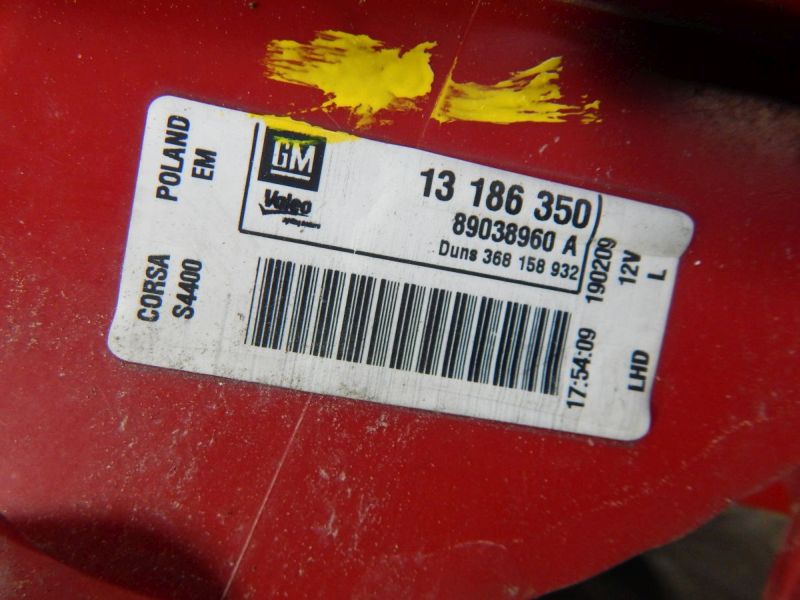 POLAND
EM
CORSA
S4400
GM
Valeo
13 186 350
89038960 A
Duns 368 158 932
17:54:09 190209
12V
LHD L